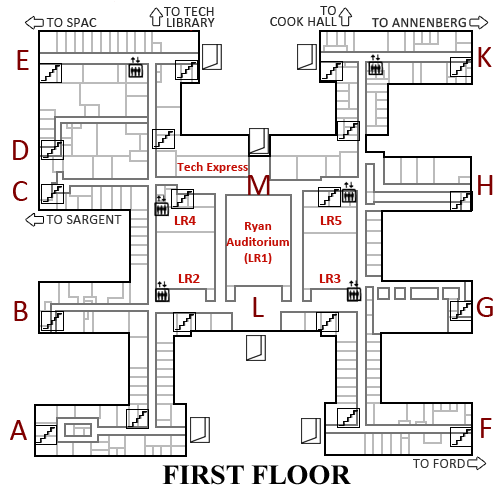 TO SPAC
TO TECH
LIBRARY
TO
COOK HALL
TO ANNENBERG
E
K
D
Tech Express
M
C
H
TO SARGENT
LR4
Ryan
Auditorium
(LR1)
LR5
LR2
LR3
B
L
G
A
F
TO FORD
FIRST FLOOR